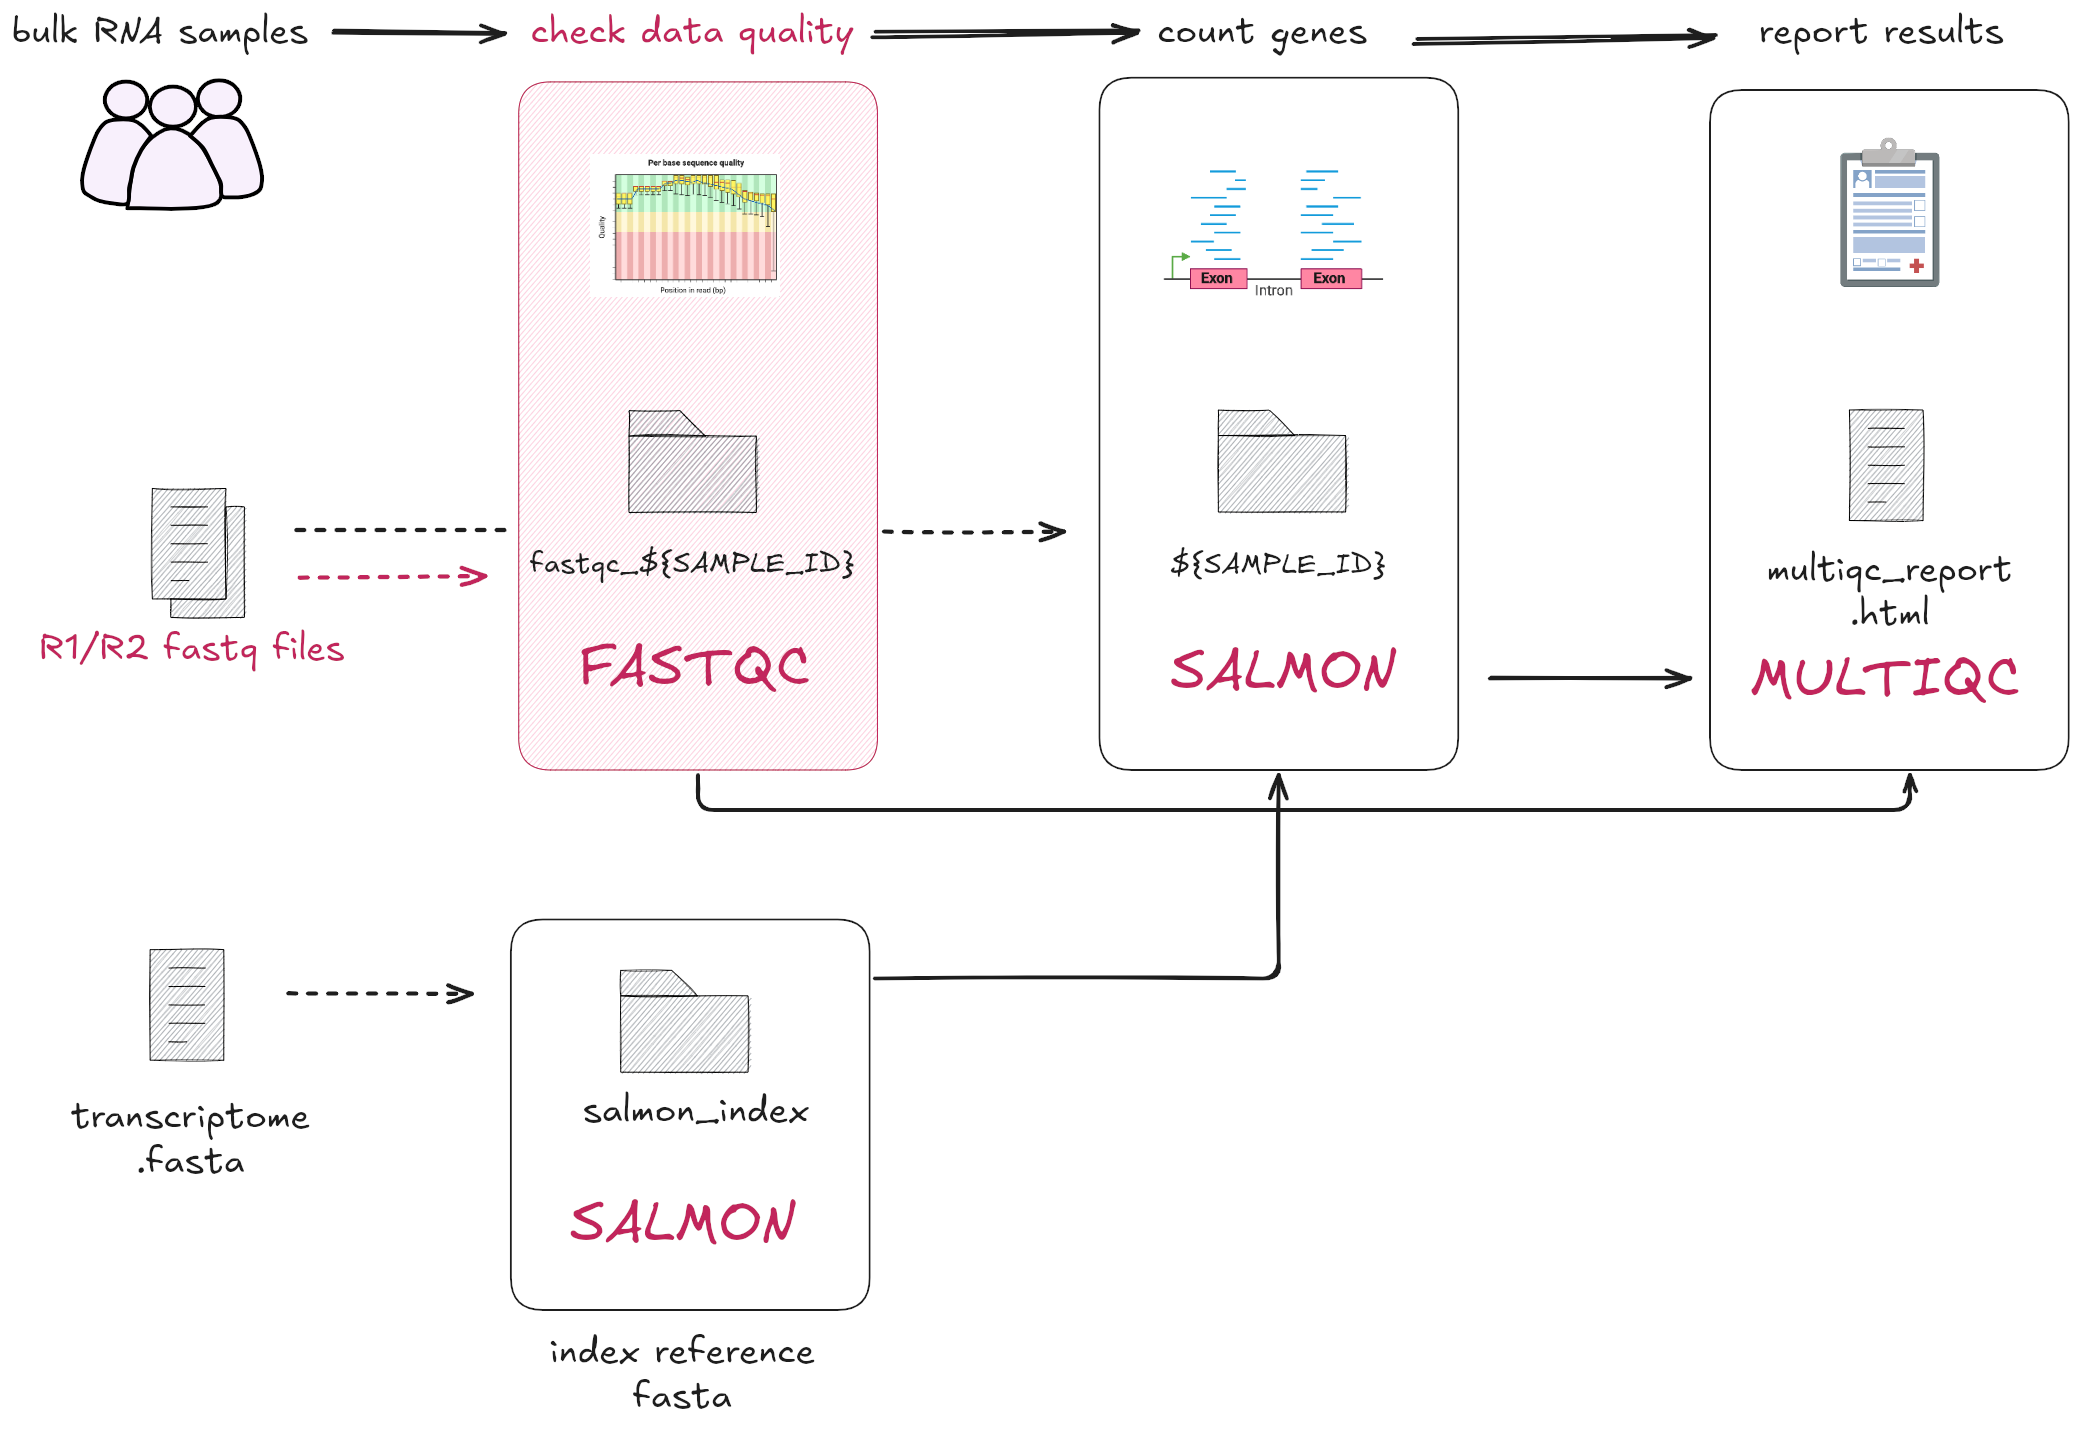 bulk RNA samples
check data quality
count genes
report results
Per base sequence quality
Quality
Position in read (bp)
Exon
Exon
Intron
fastqc_${SAMPLE_ID}
${SAMPLE_ID}
multiqc_report
.html
R1/R2 fastq files
FASTQC
SALMON
MULTIQC
transcriptome
.fasta
salmon_index
SALMON
index reference
fasta